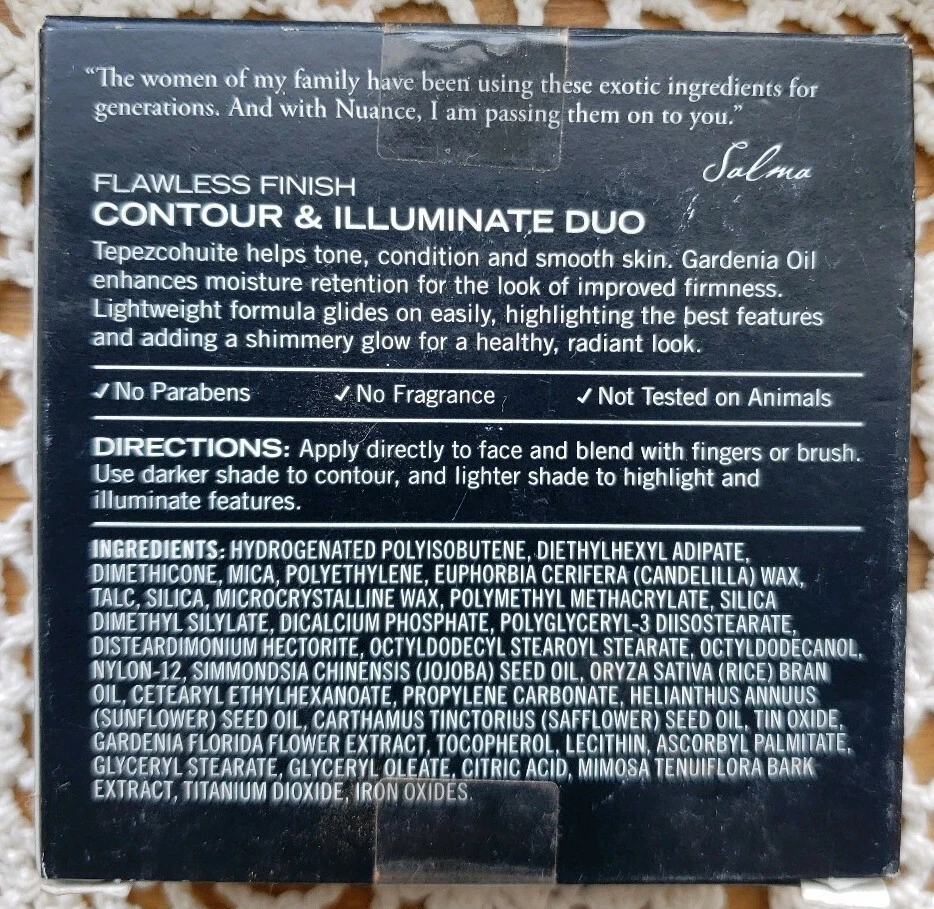 “The women of my family have been using these exotic ingredients for
generations. And with Nuance, I am passing them on to you.”
Salma
FLAWLESS FINISH
CONTOUR & ILLUMINATE DUO
Tepezcohuite helps tone, condition and smooth skin. Gardenia Oil
enhances moisture retention for the look of improved firmness.
Lightweight formula glides on easily, highlighting the best features
and adding a shimmery glow for a healthy, radiant look.
✓No Parabens ✓No Fragrance ✓Not Tested on Animals
DIRECTIONS: Apply directly to face and blend with fingers or brush.
Use darker shade to contour, and lighter shade to highlight and
illuminate features.
INGREDIENTS: HYDROGENATED POLYISOBUTENE, DIETHYLHEXYL ADIPATE,
DIMETHICONE, MICA, POLYETHYLENE, EUPHORBIA CERIFERA (CANDELILLA) WAX,
TALC, SILICA, MICROCRYSTALLINE WAX, POLYMETHYL METHACRYLATE, SILICA
DIMETHYL SILYLATE, DICALCIUM PHOSPHATE, POLYGLYCERYL-3 DIISOSTEARATE,
DISTEARDIMONIUM HECTORITE, OCTYLDODECYL STEAROYL STEARATE, OCTYLDODECANOL,
NYLON-12, SIMMONDSIA CHINENSIS (JOJOBA) SEED OIL, ORYZA SATIVA (RICE) BRAN
OIL, CETEARYL ETHYLHEXANOATE, PROPYLENE CARBONATE, HELIANTHUS ANNUUS
(SUNFLOWER) SEED OIL, CARTHAMUS TINCTORIUS (SAFFLOWER) SEED OIL, TIN OXIDE,
GARDENIA FLORIDA FLOWER EXTRACT, TOCOPHEROL, LECITHIN, ASCORBYL PALMITATE,
GLYCERYL STEARATE, GLYCERYL OLEATE, CITRIC ACID, MIMOSA TENUIFLORA BARK
EXTRACT, TITANIUM DIOXIDE, IRON OXIDES.